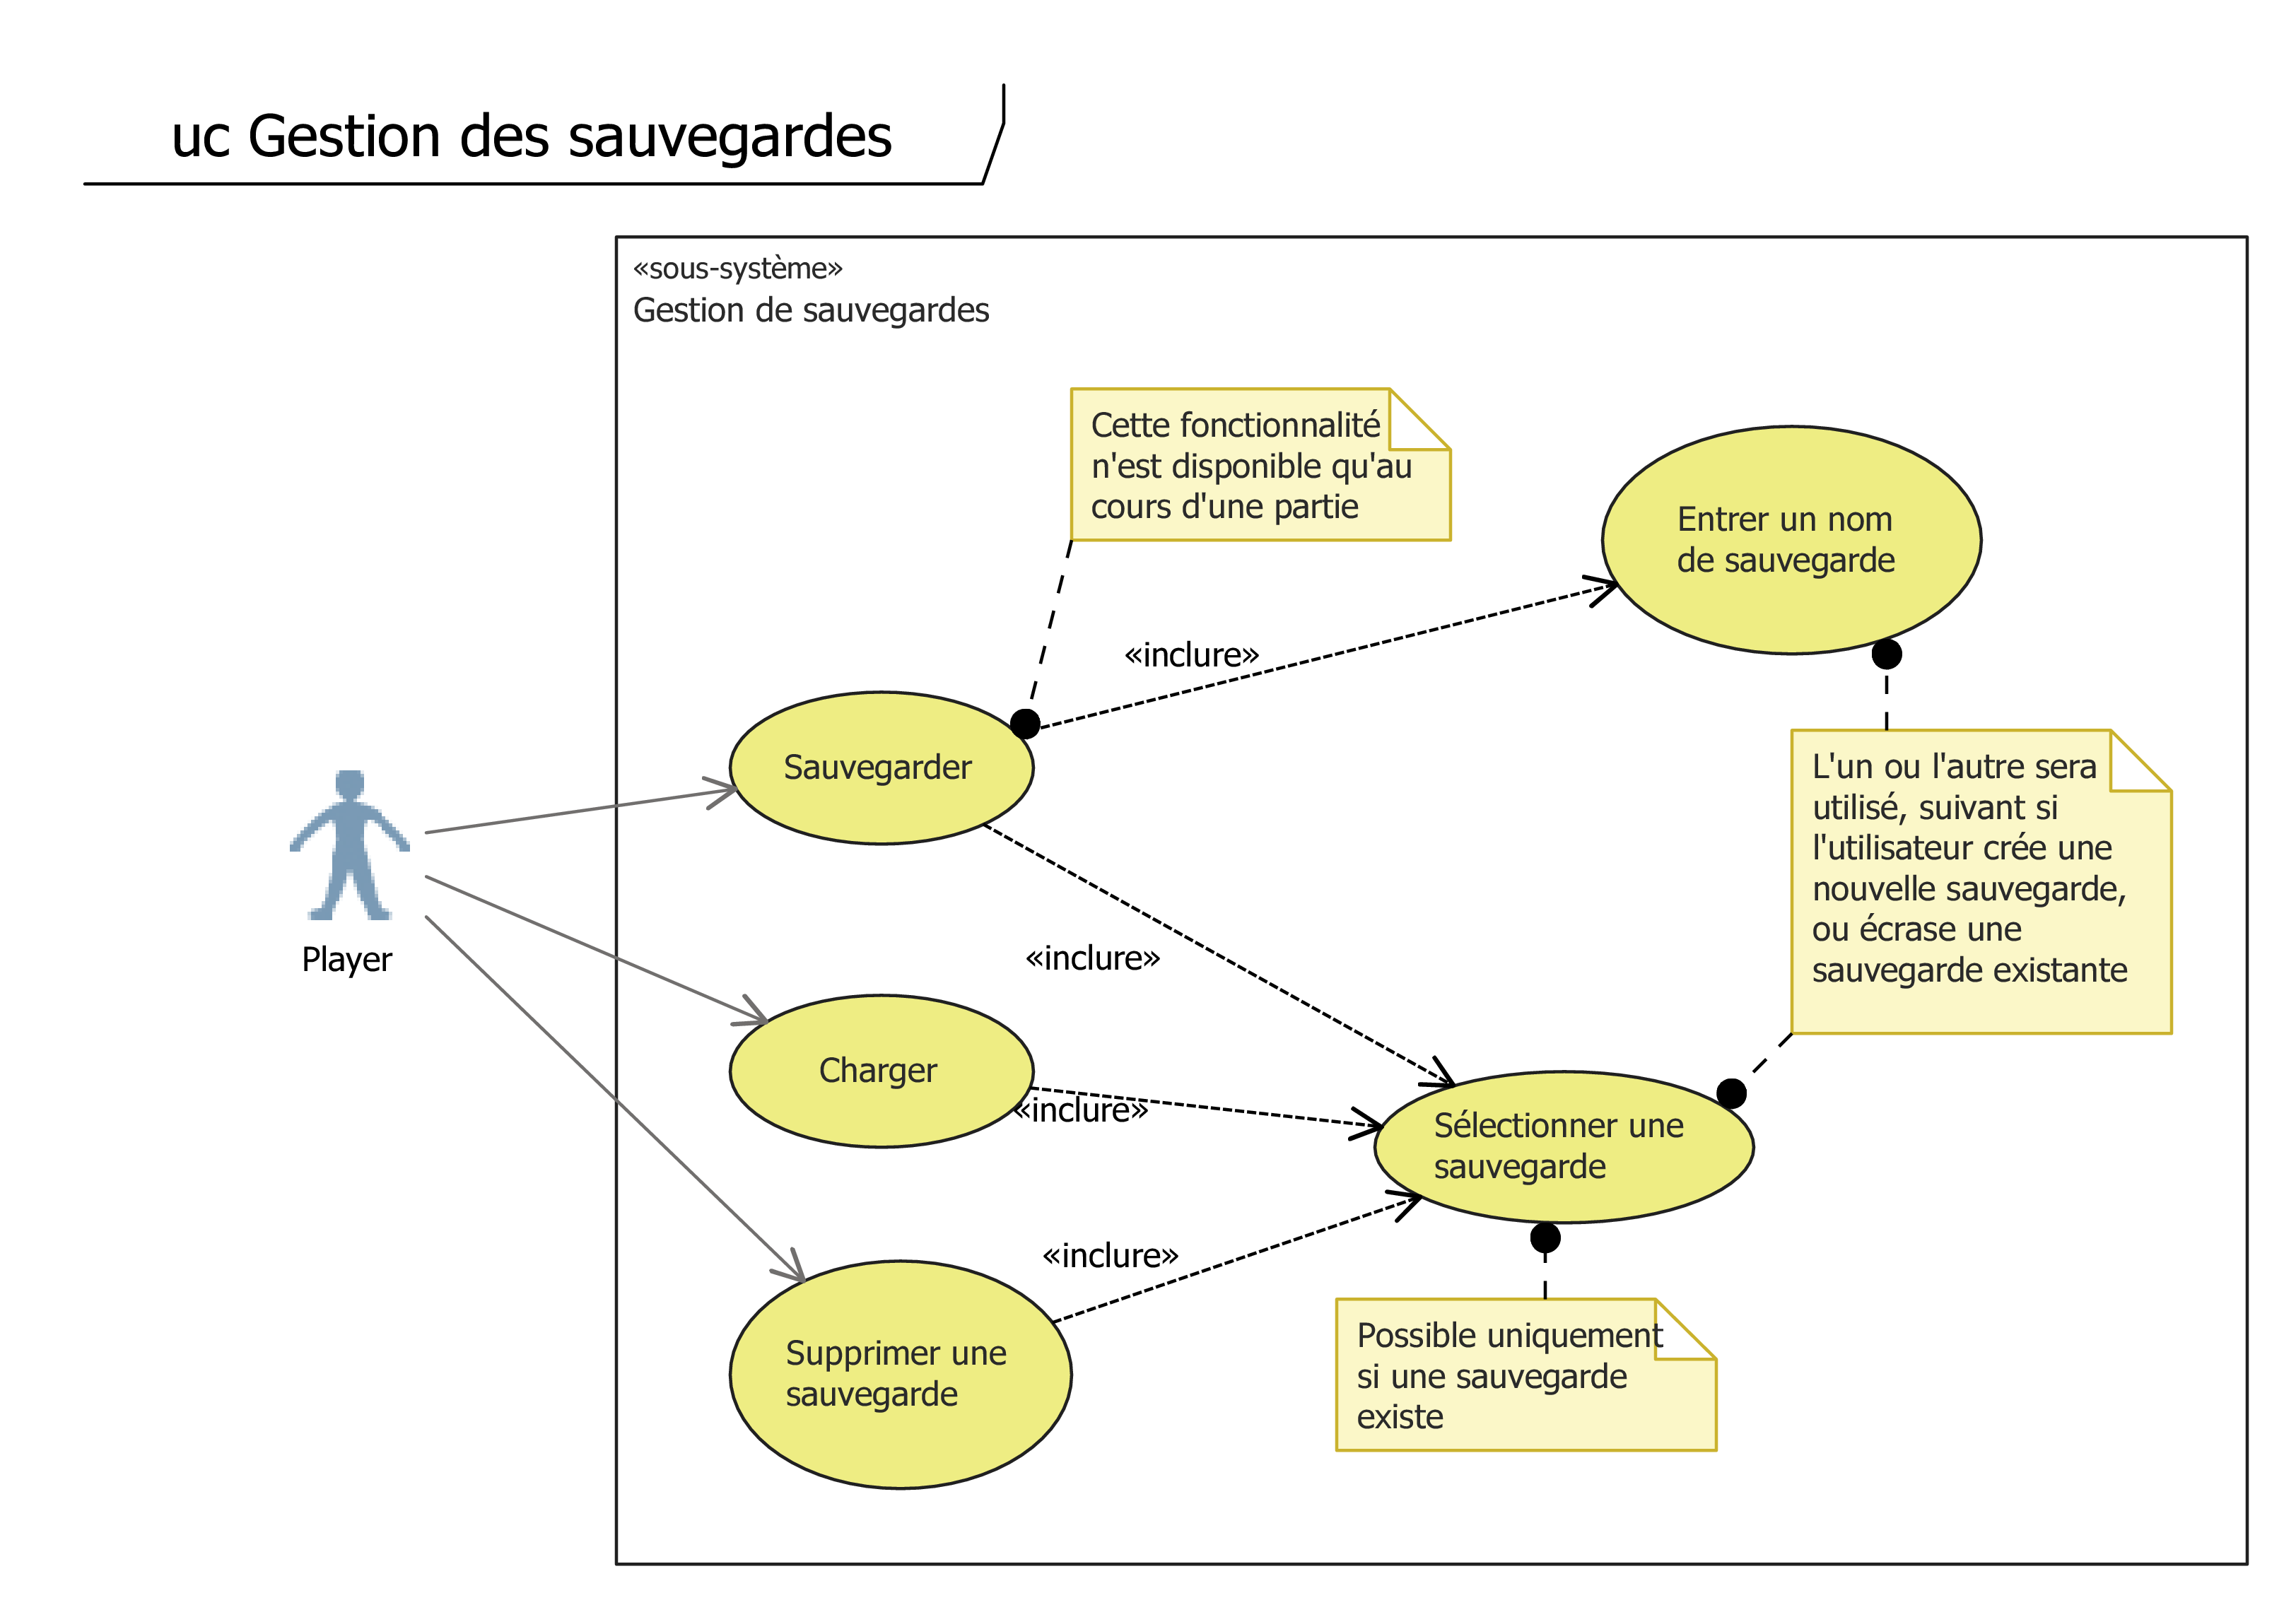 uc Gestion des sauvegardes
«sous-système»
Gestion de sauvegardes
Cette fonctionnalité
n'est disponible qu'au
cours d'une partie
Entrer un nom
de sauvegarde
«inclure»
Sauvegarder
L'un ou l'autre sera
utilisé, suivant si
l'utilisateur crée une
nouvelle sauvegarde,
ou écrase une
sauvegarde existante
Player
«inclure»
Charger
«inclure»
Sélectionner une
sauvegarde
«inclure»
Supprimer une
sauvegarde
Possible uniquement
si une sauvegarde
existe